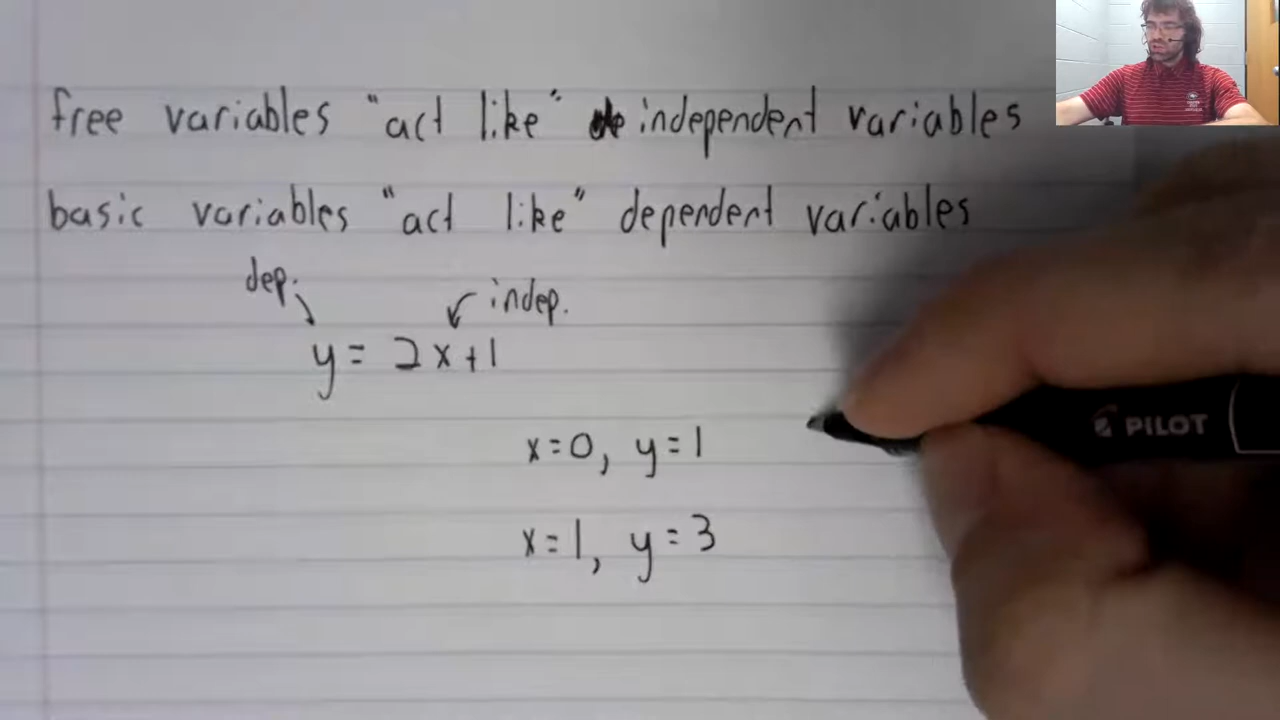 free variables "act like" independent variables
basic variables "act like" dependent variables
dep. indep.
y = 2x+1
x=0, y=1
x=1, y=3
PILOT